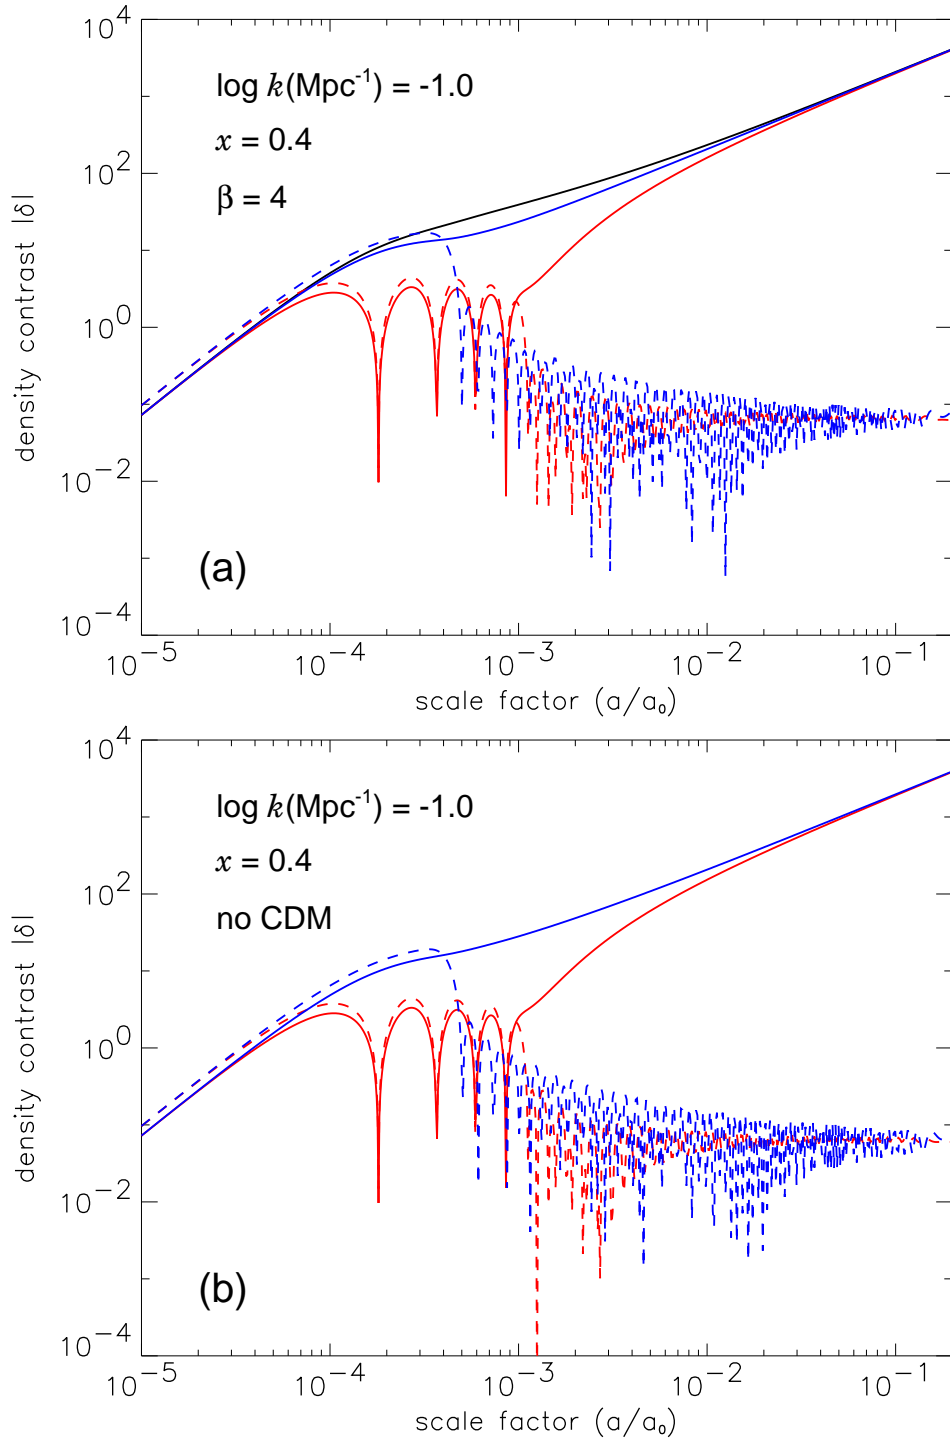 10⁴
log k(Mpc⁻¹) = -1.0
x = 0.4
10²
β = 4
density contrast |δ|
10⁰
10⁻²
(a)
10⁻⁴
10⁻⁵ 10⁻⁴ 10⁻³ 10⁻² 10⁻¹
scale factor (a/a₀)
10⁴
log k(Mpc⁻¹) = -1.0
x = 0.4
10²
no CDM
density contrast |δ|
10⁰
10⁻²
(b)
10⁻⁴
10⁻⁵ 10⁻⁴ 10⁻³ 10⁻² 10⁻¹
scale factor (a/a₀)